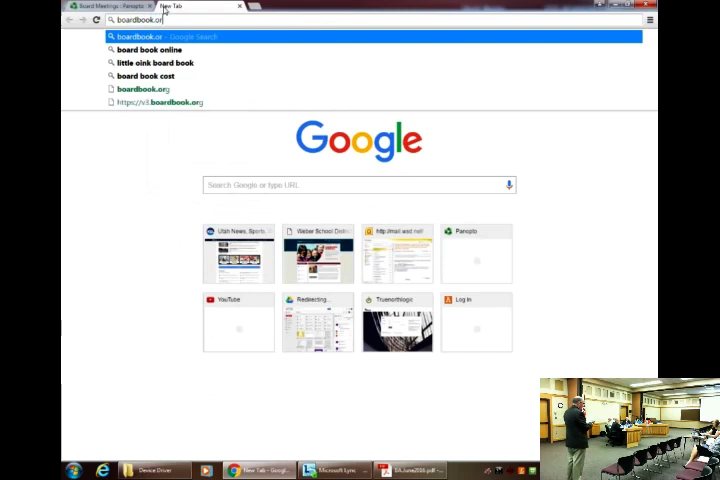 Board Meetings - Panopto
New Tab
boardbook.or
boardbook.or - Google Search
board book online
little oink board book
board book cost
boardbook.org
https://v3.boardbook.org
Google
Search Google or type URL
Utah News, Sports,
Weber School Distri
http://mail.wsd.net/
Panopto
YouTube
Redirecting...
Truenorthlogic
Log In
Device Driver
New Tab - Googl...
Microsoft Lync
.pdf -...